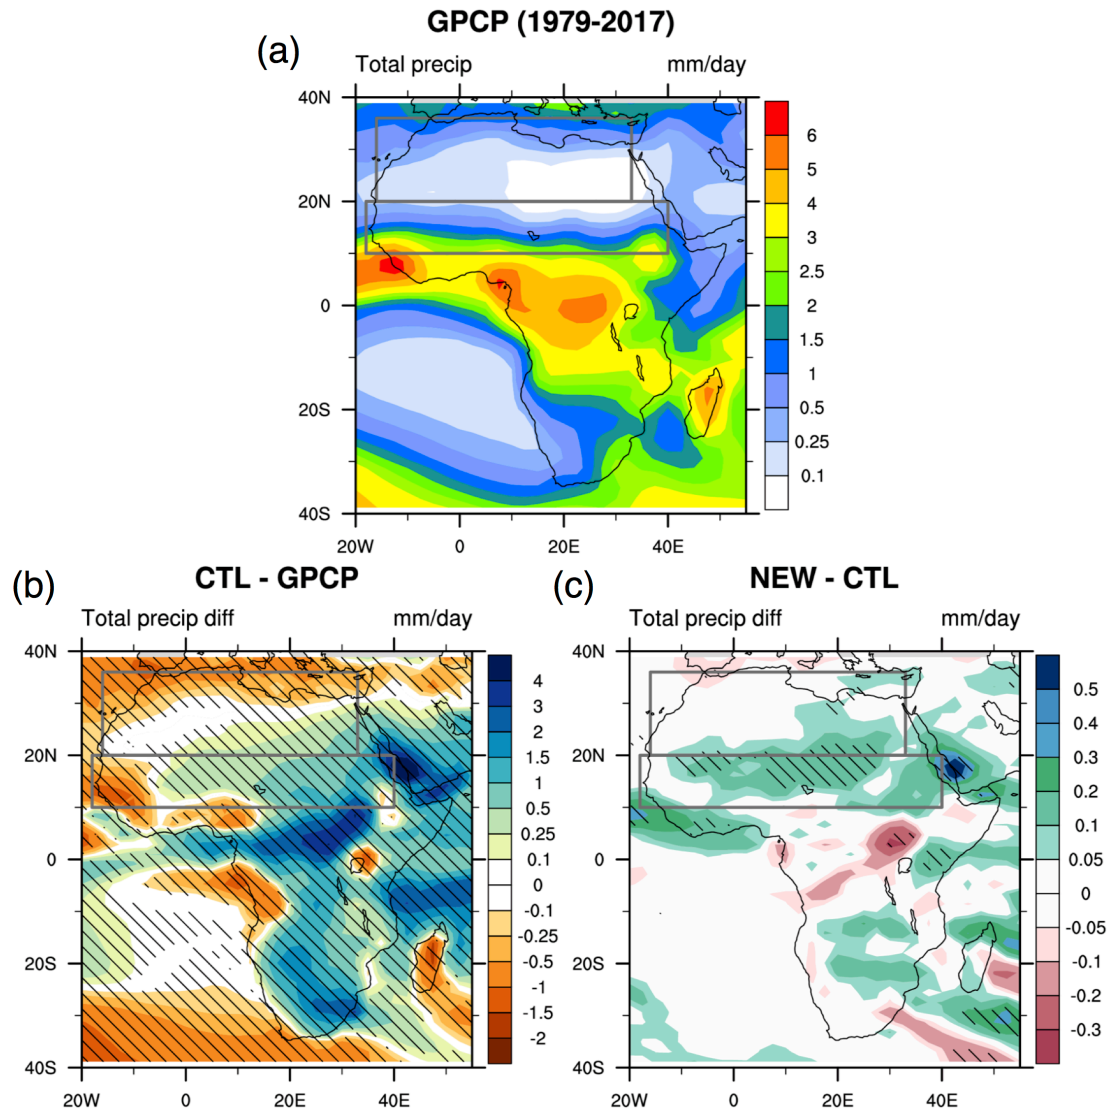 GPCP (1979-2017)
(a)
Total precip mm/day
40N
20N
0
20S
40S
20W 0 20E 40E
6
5
4
3
2.5
2
1.5
1
0.5
0.25
0.1
(b) CTL - GPCP
Total precip diff mm/day
40N
20N
0
20S
40S
20W 0 20E 40E
4
3
2
1.5
1
0.5
0.25
0.1
0
-0.1
-0.25
-0.5
-1
-1.5
-2
(c) NEW - CTL
Total precip diff mm/day
40N
20N
0
20S
40S
20W 0 20E 40E
0.5
0.4
0.3
0.2
0.1
0.05
0
-0.05
-0.1
-0.2
-0.3